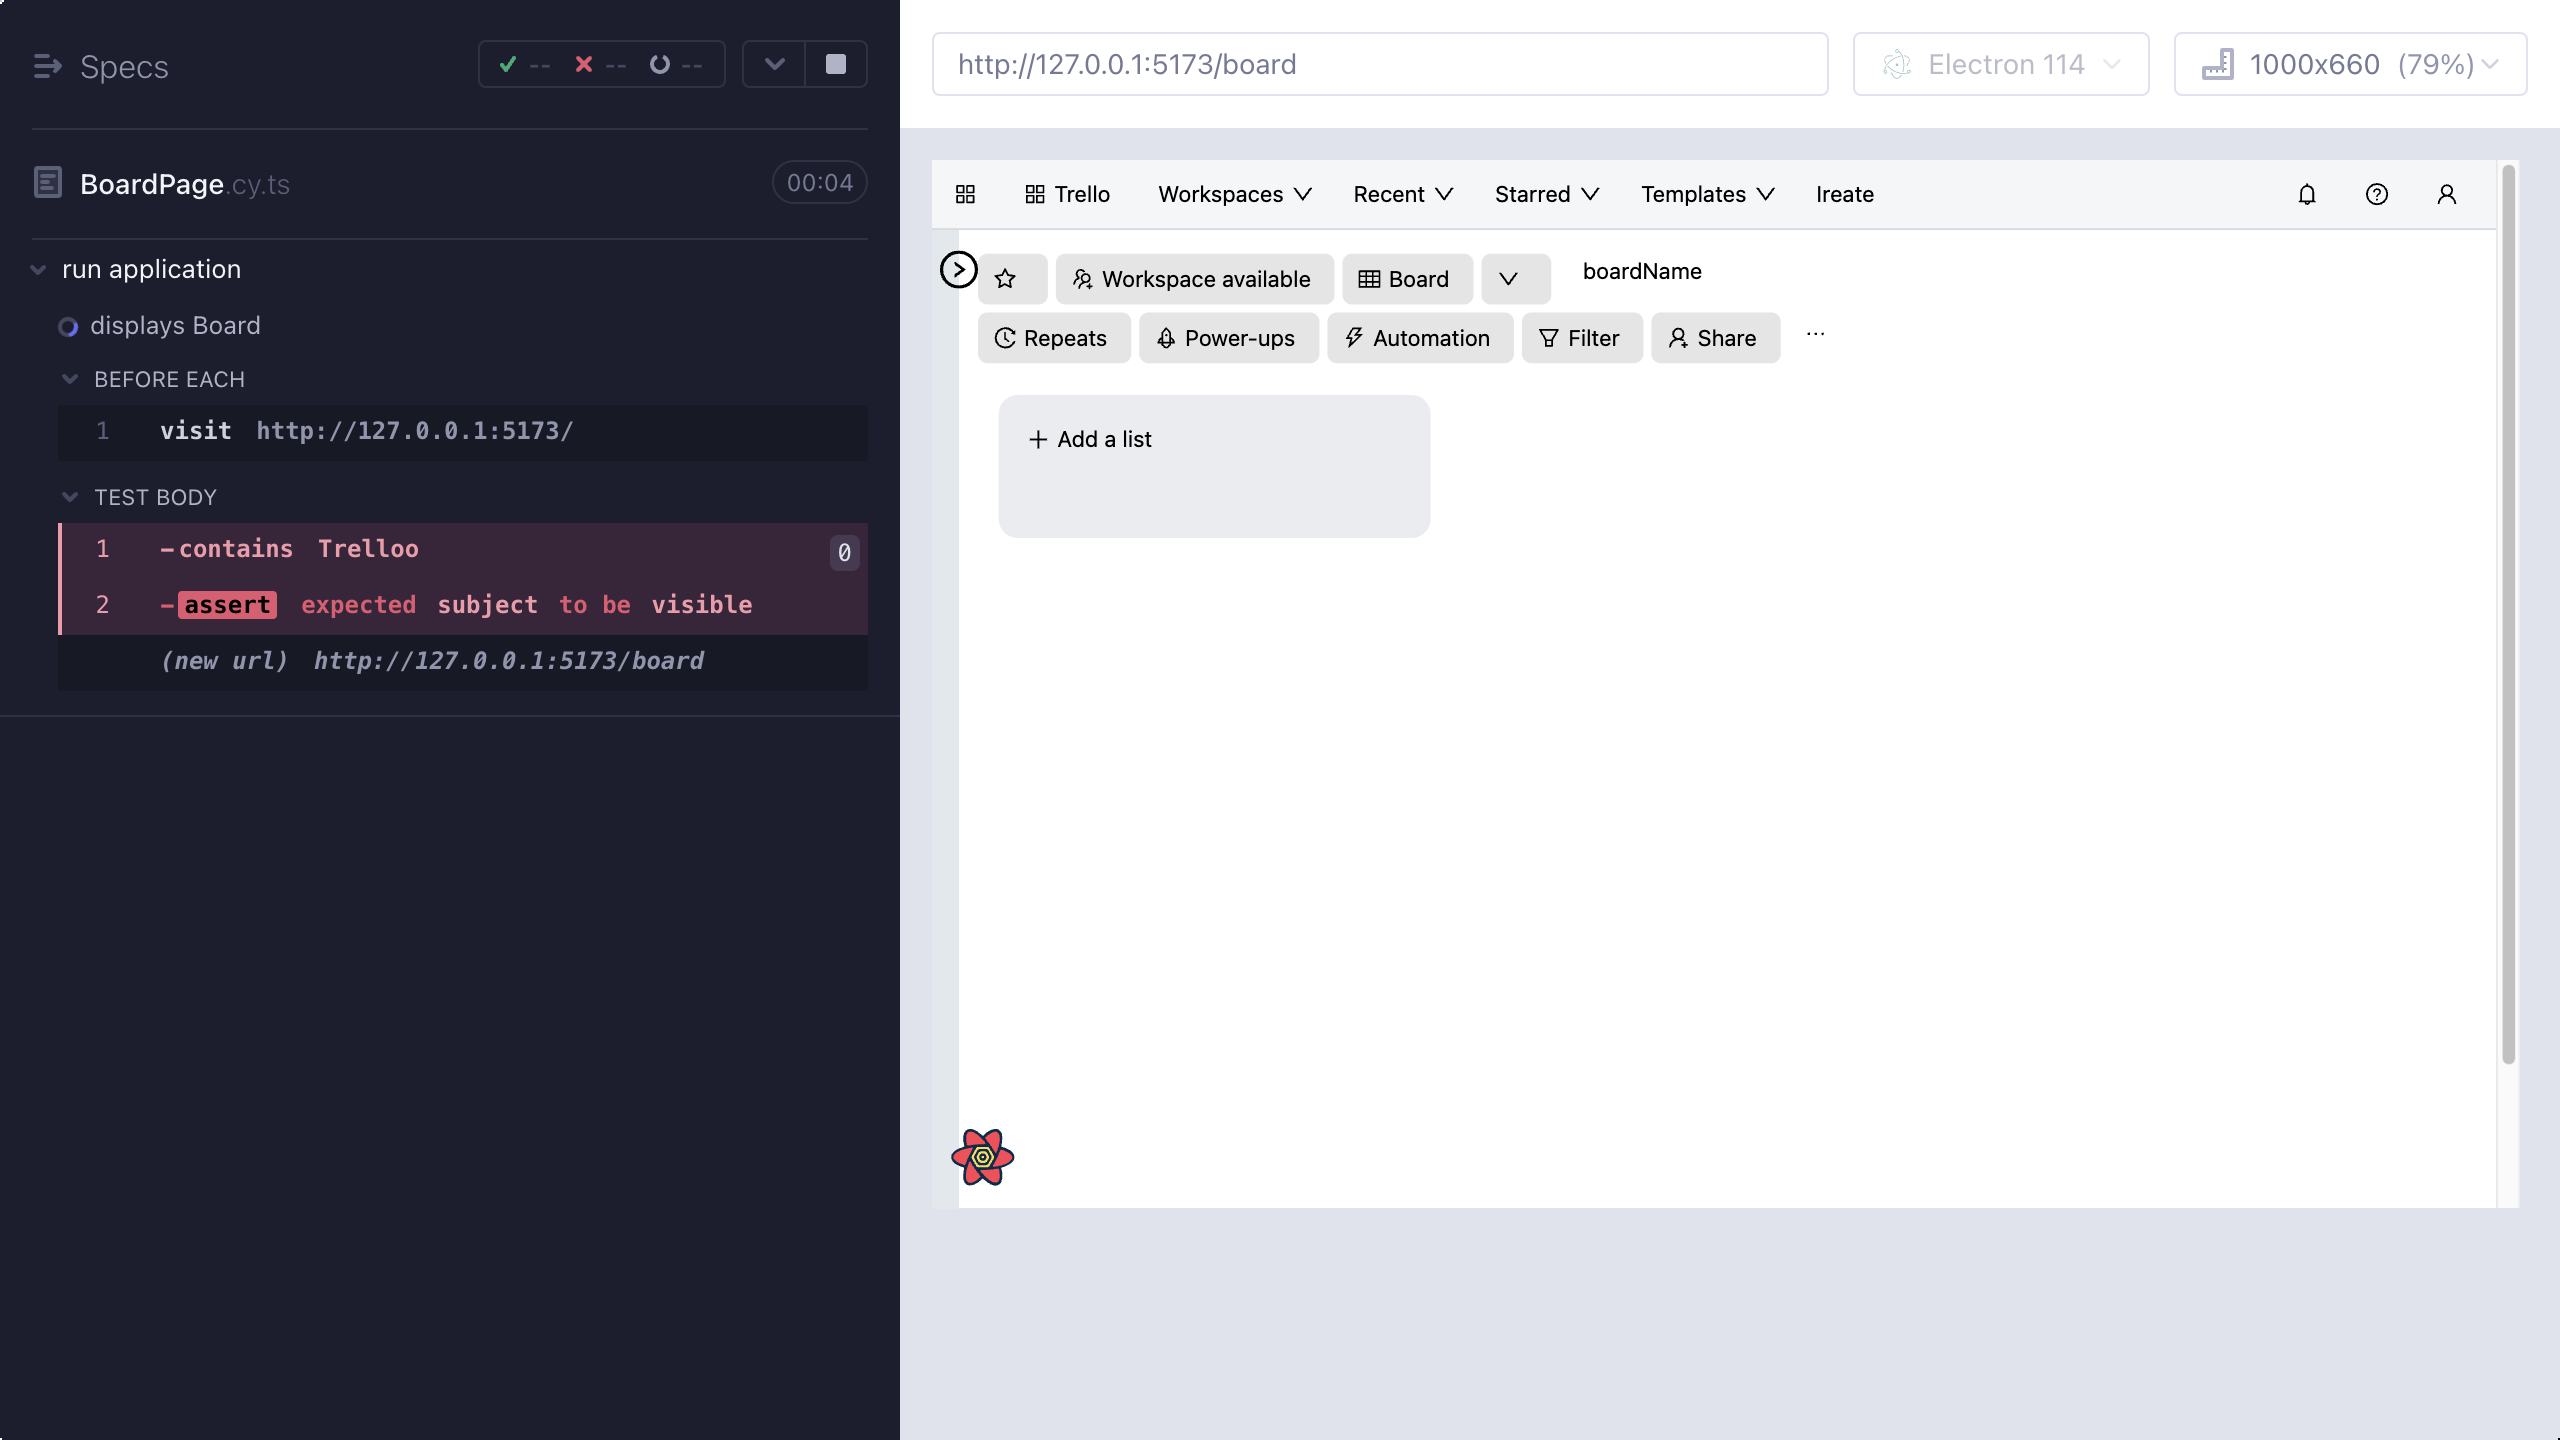 Specs
-- -- --
BoardPage.cy.ts
00:04
run application
displays Board
BEFORE EACH
1 visit http://127.0.0.1:5173/
TEST BODY
1 -contains Trelloo 0
2 -assert expected subject to be visible
(new url) http://127.0.0.1:5173/board
http://127.0.0.1:5173/board
Electron 114
1000x660 (79%)
Trello Workspaces Recent Starred Templates Ireate
Workspace available Board boardName
Repeats Power-ups Automation Filter Share ...
+ Add a list